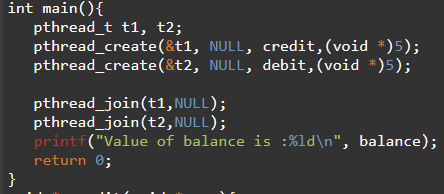 int main(){
pthread_t t1, t2;
pthread_create(&t1, NULL, credit,(void *)5);
pthread_create(&t2, NULL, debit,(void *)5);
pthread_join(t1,NULL);
pthread_join(t2,NULL);
printf("Value of balance is :%ld\n", balance);
return 0;
}